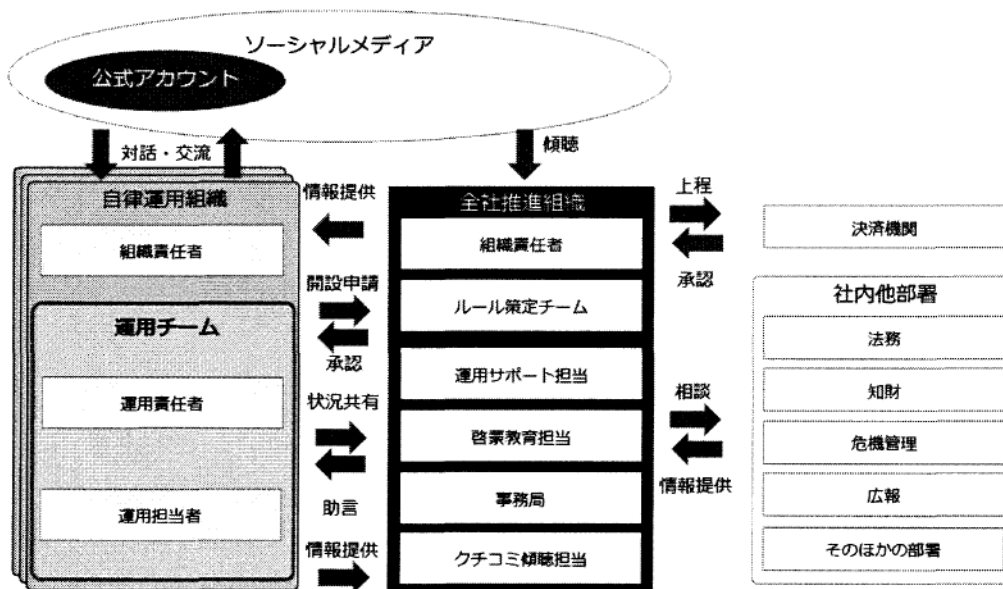 ソーシャルメディア
公式アカウント
対話・交流
傾聴
自律運用組織
組織責任者
運用チーム
運用責任者
運用担当者
情報提供
開設申請
承認
状況共有
助言
情報提供
全社推進組織
組織責任者
ルール策定チーム
運用サポート担当
啓蒙教育担当
事務局
クチコミ傾聴担当
上程
承認
相談
情報提供
決済機関
社内他部署
法務
知財
危機管理
広報
そのほかの部署